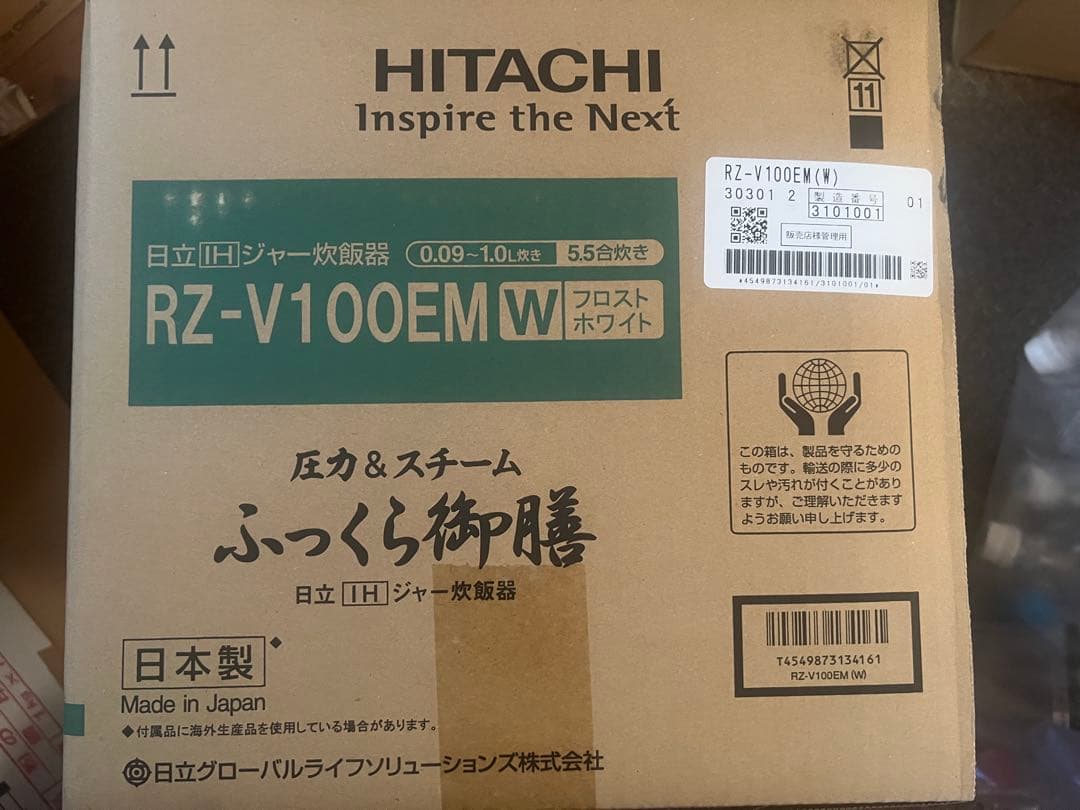 HITACHI
Inspire the Next
11
RZ-V100EM(W)
30301 2 製造番号 01
3101001
販売店様管理用
*4549873134161/3101001/01*
日立IHジャー炊飯器 0.09~1.0L炊き 5.5合炊き
RZ-V100EM W フロスト
ホワイト
この箱は、製品を守るための
ものです。輸送の際に多少の
スレや汚れが付くことがあり
ますが、ご理解いただきます
ようお願い申し上げます。
圧力&スチーム
ふっくら御膳
日立IHジャー炊飯器
T4549873134161
RZ-V100EM(W)
日本製◆
Made in Japan
◆付属品に海外生産品を使用している場合があります。
日立グローバルライフソリューションズ株式会社